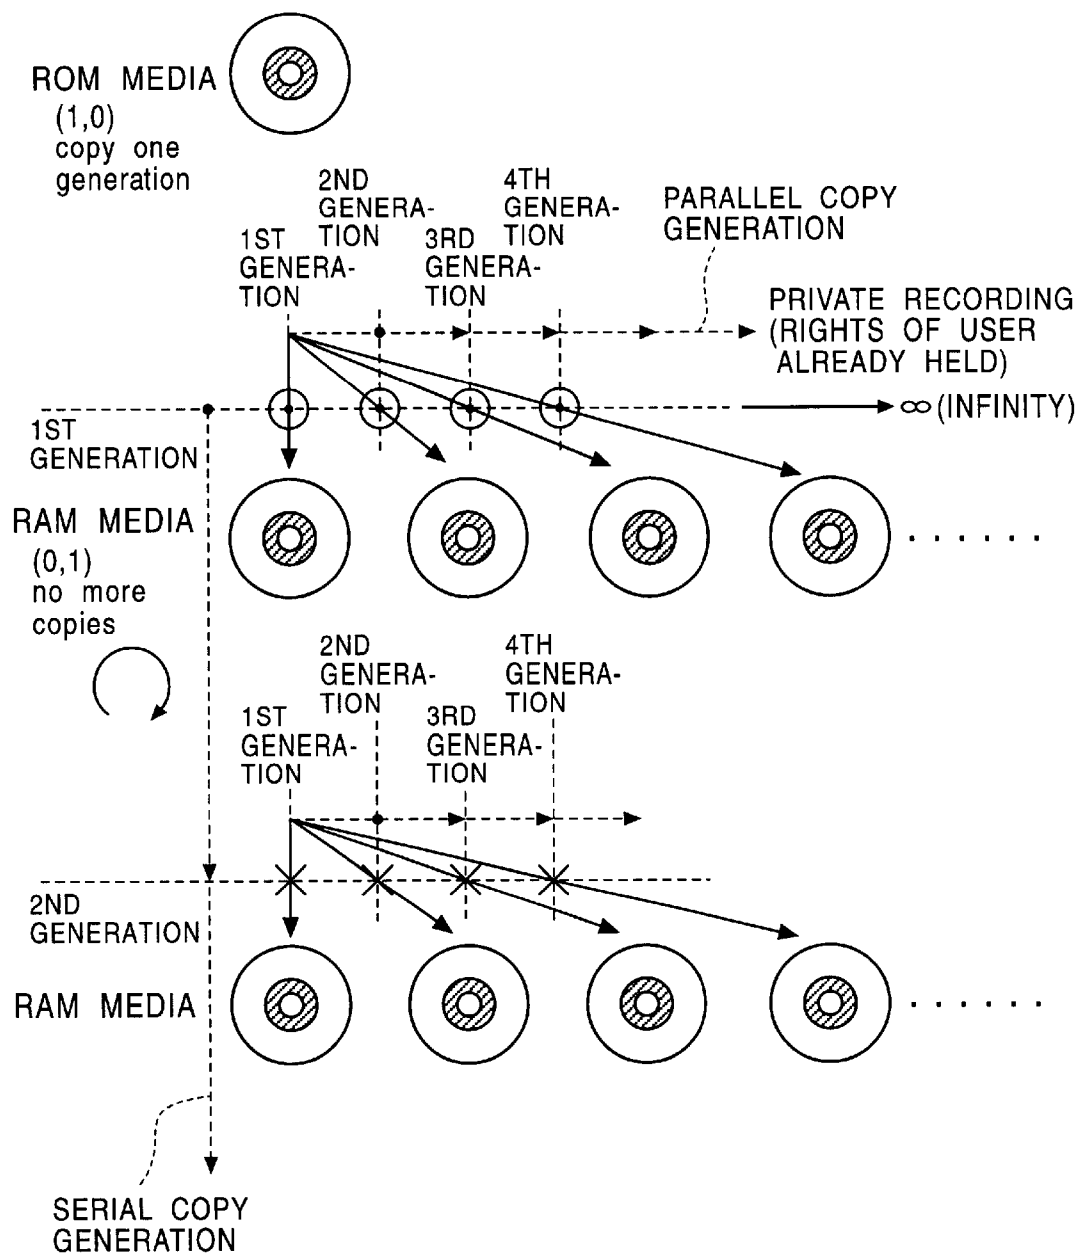 ROM MEDIA
(1,0)
copy one
generation
1ST
GENERA-
TION
2ND
GENERA-
TION
3RD
GENERA-
TION
4TH
GENERA-
TION
PARALLEL COPY
GENERATION
PRIVATE RECORDING
(RIGHTS OF USER
ALREADY HELD)
∞ (INFINITY)
1ST
GENERATION
RAM MEDIA
(0,1)
no more
copies
1ST
GENERA-
TION
2ND
GENERA-
TION
3RD
GENERA-
TION
4TH
GENERA-
TION
2ND
GENERATION
RAM MEDIA
SERIAL COPY
GENERATION